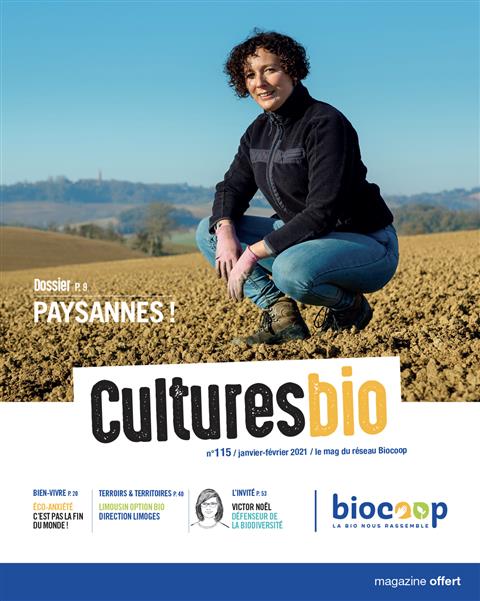 Dossier P. 9
PAYSANNES !
Culturesbio
n°115 / janvier-février 2021 / le mag du réseau Biocoop
BIEN-VIVRE P. 20
ÉCO-ANXIÉTÉ
C'EST PAS LA FIN
DU MONDE !
TERROIRS & TERRITOIRES P. 40
LIMOUSIN OPTION BIO
DIRECTION LIMOGES
L'INVITÉ P. 53
VICTOR NOËL
DÉFENSEUR DE
LA BIODIVERSITÉ
biocoop
LA BIO NOUS RASSEMBLE
magazine offert